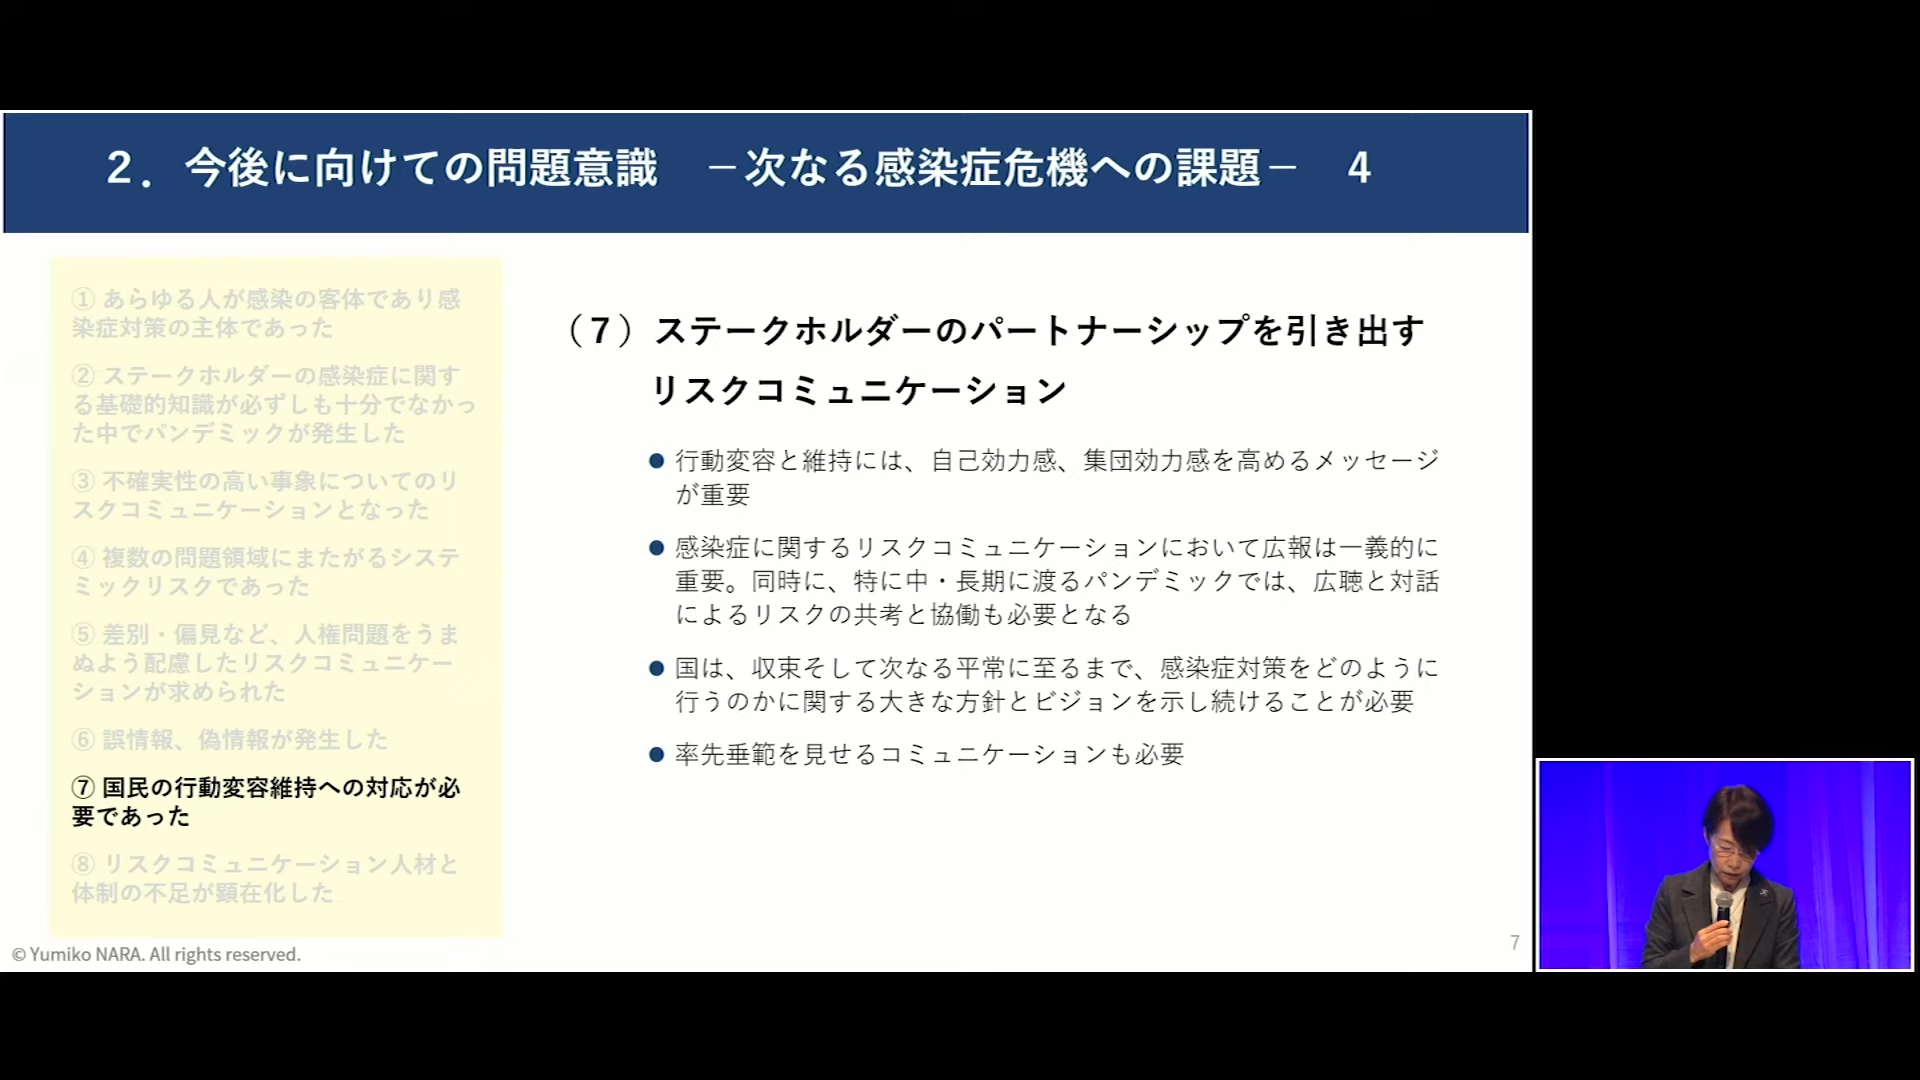 ２．今後に向けての問題意識　－次なる感染症危機への課題－　４
① あらゆる人が感染の客体であり感
染症対策の主体であった
② ステークホルダーの感染症に関す
る基礎的知識が必ずしも十分でなかっ
た中でパンデミックが発生した
③ 不確実性の高い事象についてのリ
スクコミュニケーションとなった
④ 複数の問題領域にまたがるシステ
ミックリスクであった
⑤ 差別・偏見など、人権問題をうま
ぬよう配慮したリスクコミュニケー
ションが求められた
⑥ 誤情報、偽情報が発生した
⑦ 国民の行動変容維持への対応が必
要であった
⑧ リスクコミュニケーション人材と
体制の不足が顕在化した
（７）ステークホルダーのパートナーシップを引き出す
リスクコミュニケーション
● 行動変容と維持には、自己効力感、集団効力感を高めるメッセージ
が重要
● 感染症に関するリスクコミュニケーションにおいて広報は一義的に
重要。同時に、特に中・長期に渡るパンデミックでは、広聴と対話
によるリスクの共考と協働も必要となる
● 国は、収束そして次なる平常に至るまで、感染症対策をどのように
行うのかに関する大きな方針とビジョンを示し続けることが必要
● 率先垂範を見せるコミュニケーションも必要
© Yumiko NARA. All rights reserved.
7